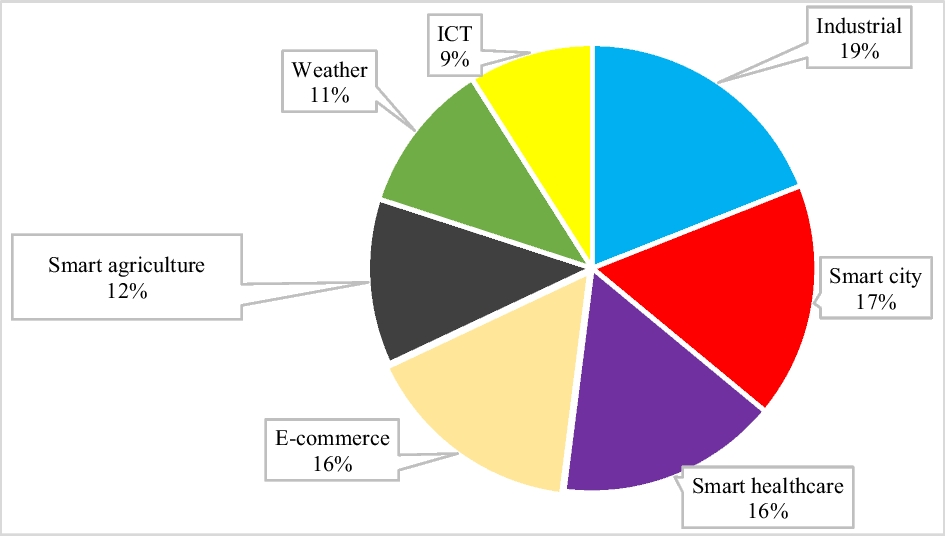 Industrial
19%
Smart city
17%
Smart healthcare
16%
E-commerce
16%
Smart agriculture
12%
Weather
11%
ICT
9%